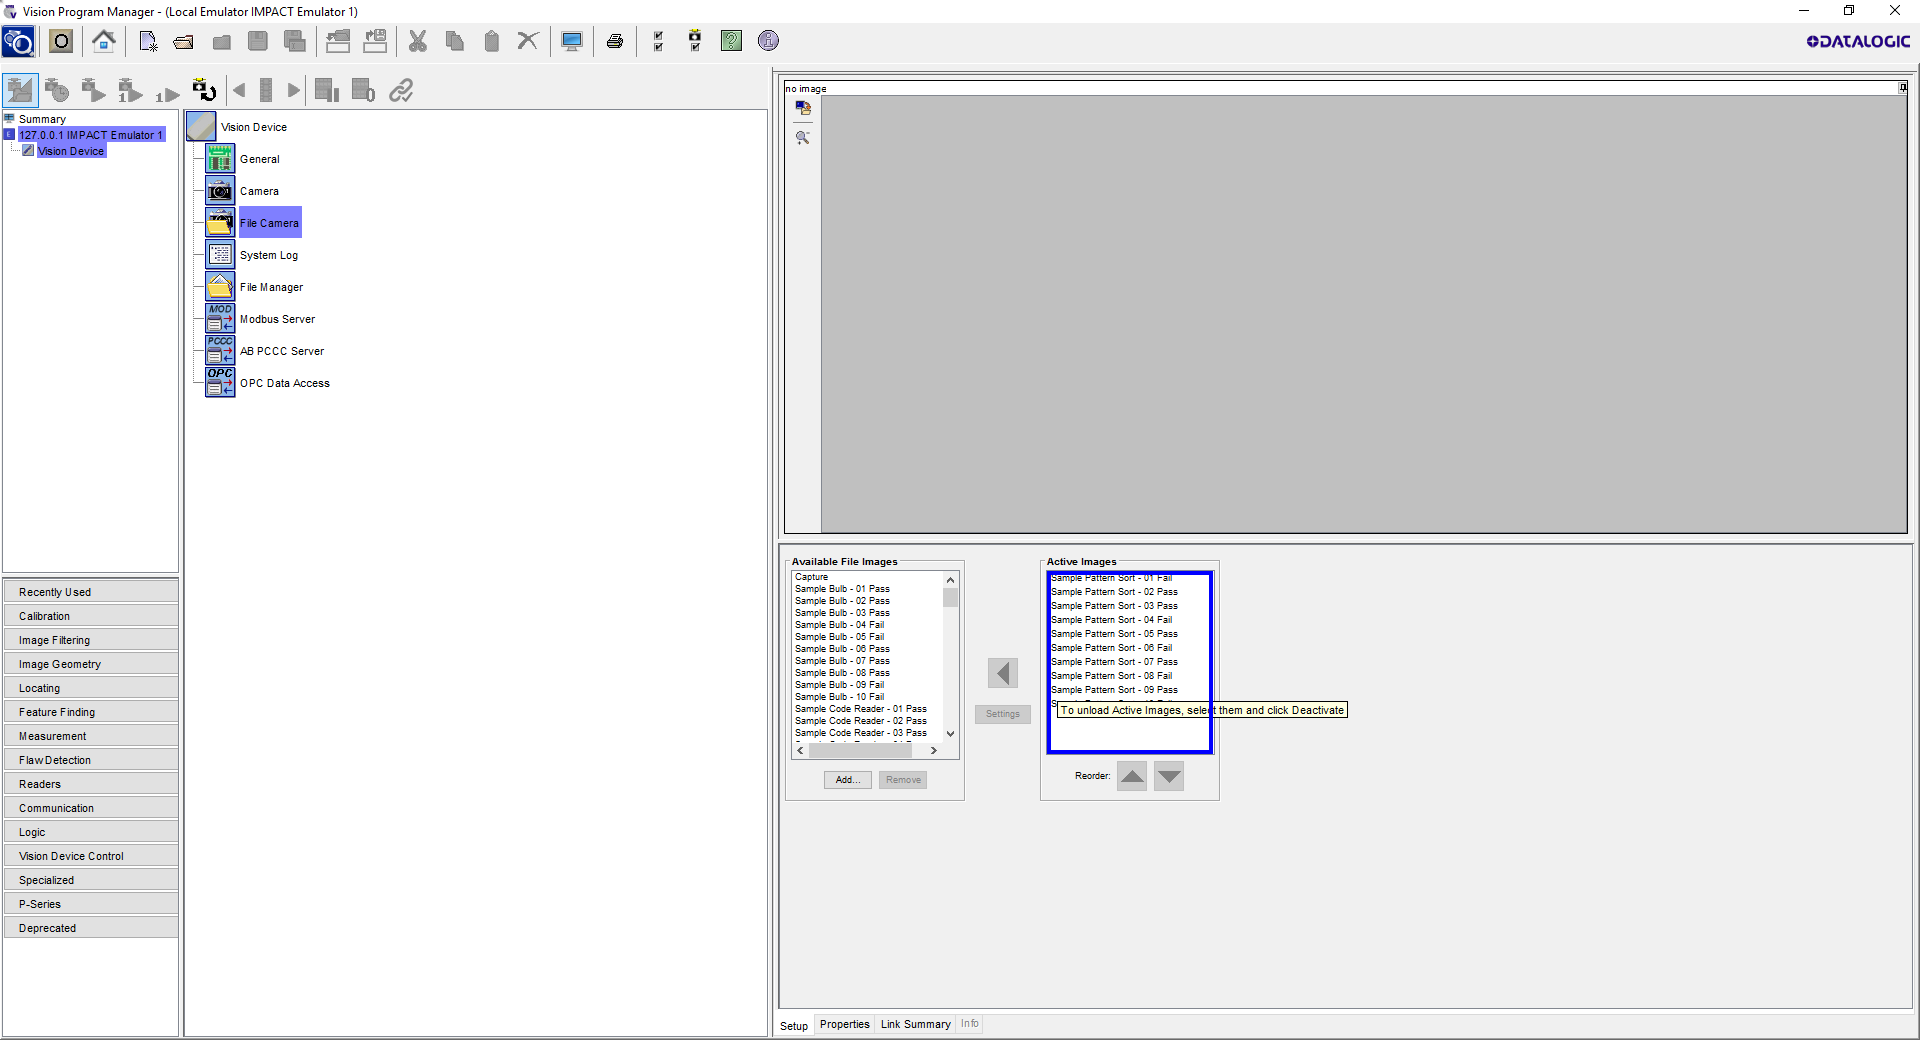 Vision Program Manager - (Local Emulator IMPACT Emulator 1)
DATALOGIC
Summary
127.0.0.1 IMPACT Emulator 1
Vision Device
Vision Device
General
Camera
File Camera
System Log
File Manager
MOD
Modbus Server
PCCC
AB PCCC Server
OPC
OPC Data Access
Recently Used
Calibration
Image Filtering
Image Geometry
Locating
Feature Finding
Measurement
Flaw Detection
Readers
Communication
Logic
Vision Device Control
Specialized
P-Series
Deprecated
no image
Available File Images
Capture
Sample Bulb - 01 Pass
Sample Bulb - 02 Pass
Sample Bulb - 03 Pass
Sample Bulb - 04 Fail
Sample Bulb - 05 Fail
Sample Bulb - 06 Pass
Sample Bulb - 07 Pass
Sample Bulb - 08 Pass
Sample Bulb - 09 Fail
Sample Bulb - 10 Fail
Sample Code Reader - 01 Pass
Sample Code Reader - 02 Pass
Sample Code Reader - 03 Pass
Add...
Remove
Settings
Active Images
Sample Pattern Sort - 01 Fail
Sample Pattern Sort - 02 Pass
Sample Pattern Sort - 03 Pass
Sample Pattern Sort - 04 Fail
Sample Pattern Sort - 05 Pass
Sample Pattern Sort - 06 Fail
Sample Pattern Sort - 07 Pass
Sample Pattern Sort - 08 Fail
Sample Pattern Sort - 09 Pass
To unload Active Images, select them and click Deactivate
Reorder:
Setup
Properties
Link Summary
Info